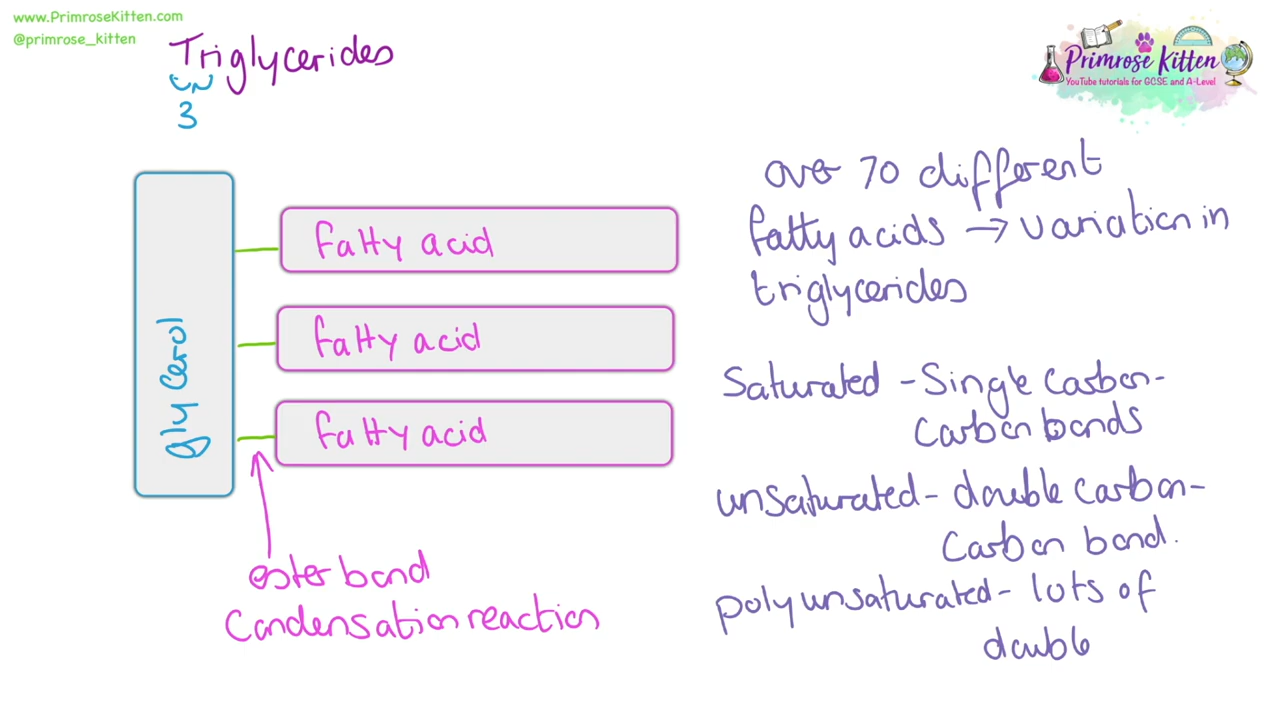 www.PrimroseKitten.com
@primrose_kitten
Triglycerides
3
Primrose Kitten
YouTube tutorials for GCSE and A-Level
glycerol
fatty acid
fatty acid
fatty acid
ester bond
Condensation reaction
over 70 different
fatty acids → variation in
triglycerides
Saturated - Single Carbon-
Carbon bonds
unsaturated - double carbon-
Carbon bond.
polyunsaturated - lots of
double